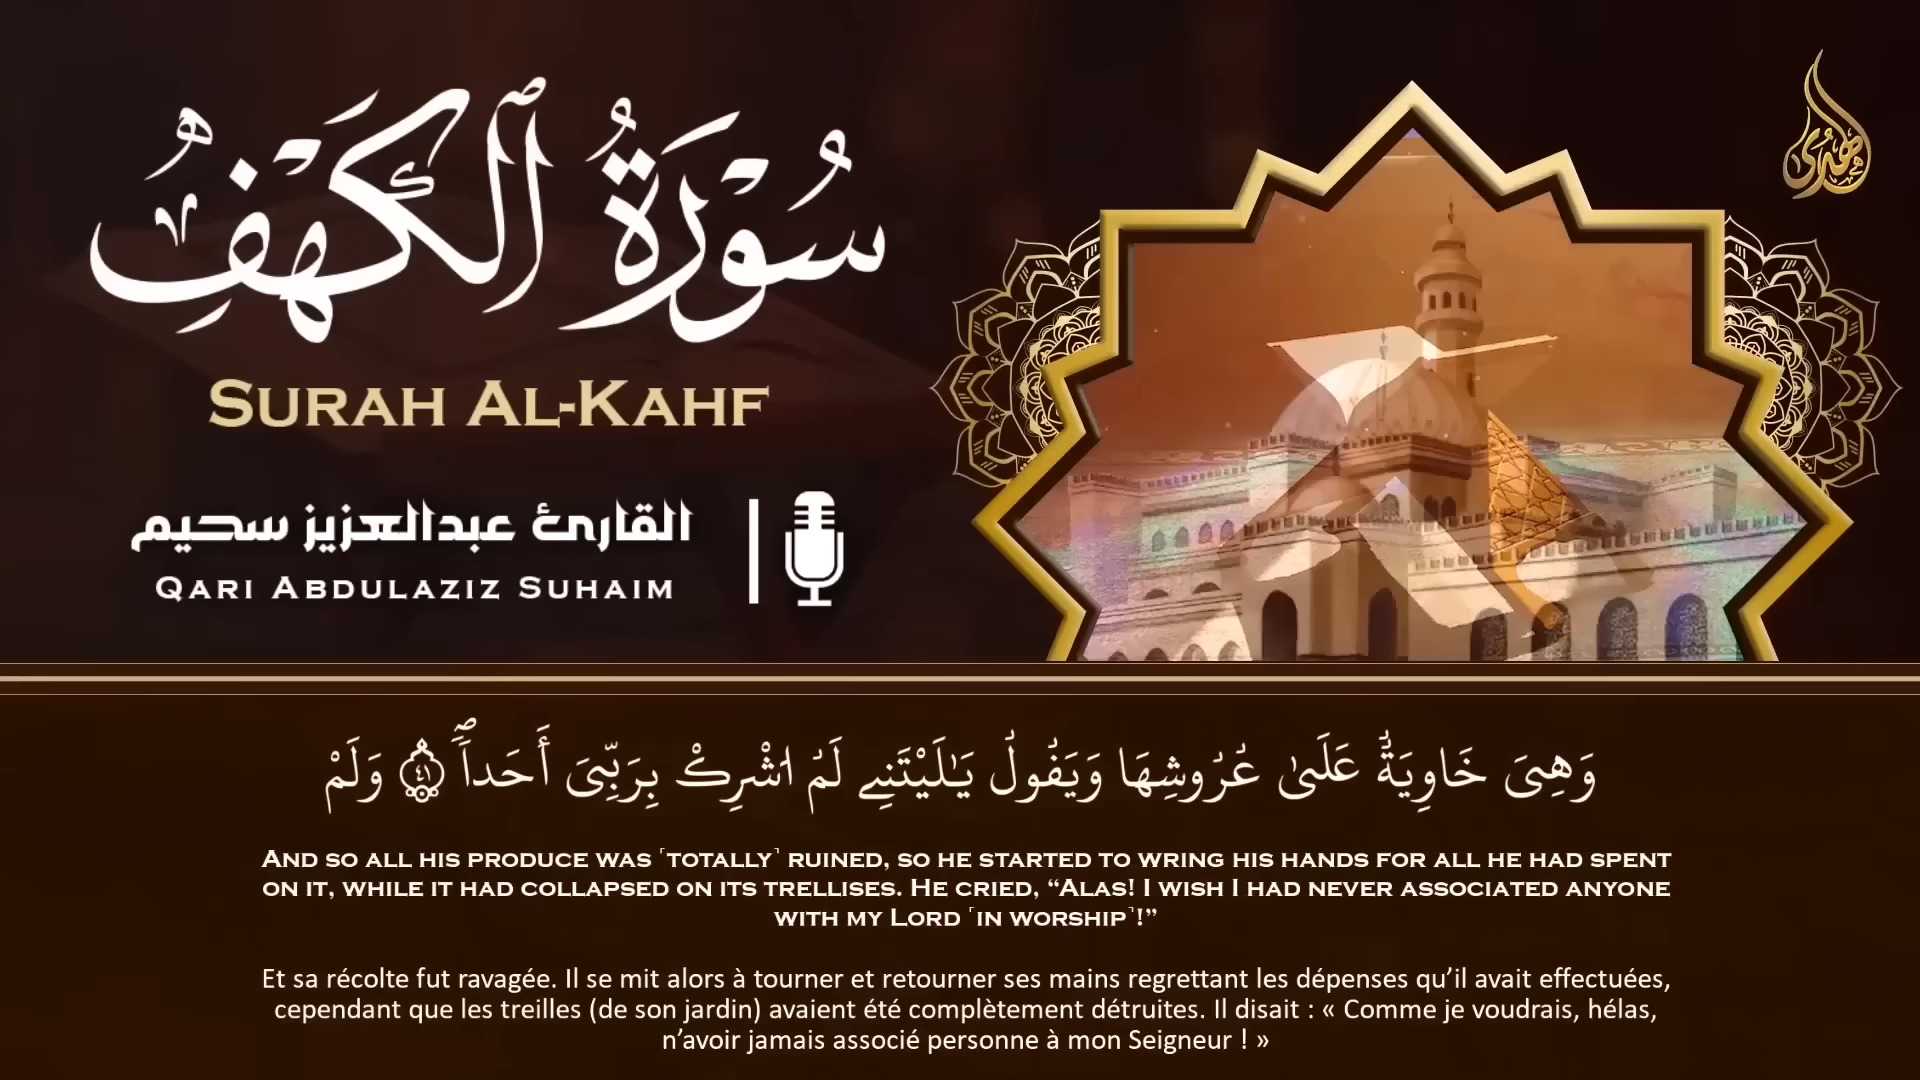 سُورَةُ ٱلْكَهْفِ
SURAH AL-KAHF
القارئ عبدالعزيز سحيم
QARI ABDULAZIZ SUHAIM
الهدى
وَهِىَ خَاوِيَةٌ عَلَىٰ عُرُوشِهَا وَيَقُولُ يَٰلَيْتَنِے لَمُ اُشْرِكْ بِرَبِّىَ أَحَداٗۖ ٤١ وَلَمْ
AND SO ALL HIS PRODUCE WAS ˹TOTALLY˺ RUINED, SO HE STARTED TO WRING HIS HANDS FOR ALL HE HAD SPENT
ON IT, WHILE IT HAD COLLAPSED ON ITS TRELLISES. HE CRIED, “ALAS! I WISH I HAD NEVER ASSOCIATED ANYONE
WITH MY LORD ˹IN WORSHIP˺!”
Et sa récolte fut ravagée. Il se mit alors à tourner et retourner ses mains regrettant les dépenses qu’il avait effectuées,
cependant que les treilles (de son jardin) avaient été complètement détruites. Il disait : « Comme je voudrais, hélas,
n’avoir jamais associé personne à mon Seigneur ! »